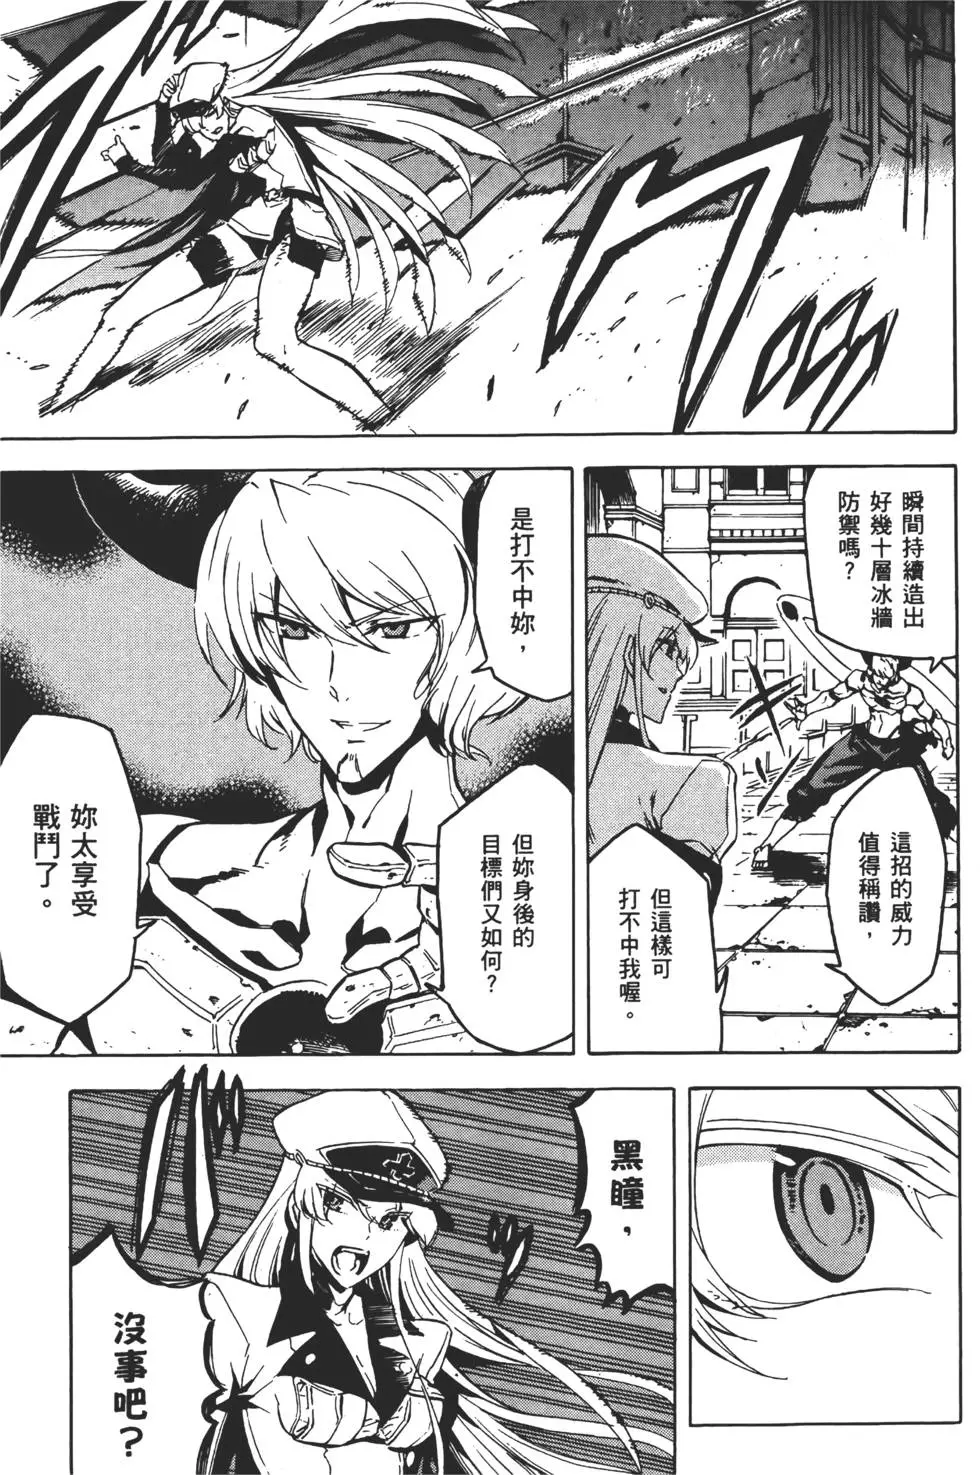 瞬間持續造出
好幾十層冰牆
防禦嗎？
這招的威力
值得稱讚，
但這樣可
打不中我喔。
是打不中妳，
但妳身後的
目標們又如何？
妳太享受
戰鬥了。
黑瞳，
沒事吧？